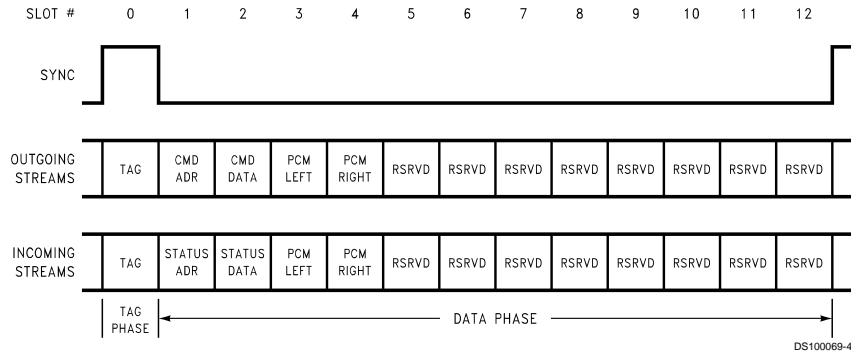 SLOT # 0 1 2 3 4 5 6 7 8 9 10 11 12
SYNC
OUTGOING STREAMS
TAG
CMD ADR
CMD DATA
PCM LEFT
PCM RIGHT
RSRVD
RSRVD
RSRVD
RSRVD
RSRVD
RSRVD
RSRVD
RSRVD
INCOMING STREAMS
TAG
STATUS ADR
STATUS DATA
PCM LEFT
PCM RIGHT
RSRVD
RSRVD
RSRVD
RSRVD
RSRVD
RSRVD
RSRVD
RSRVD
TAG PHASE
DATA PHASE
DS100069-4